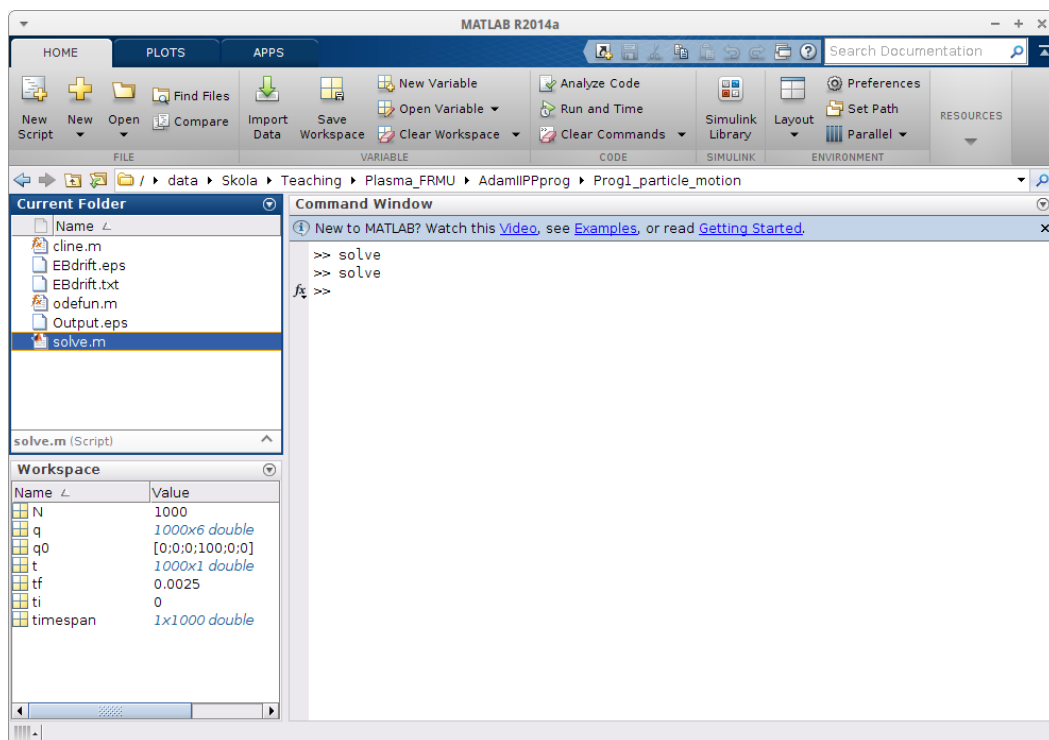 MATLAB R2014a
HOME PLOTS APPS Search Documentation
New Script New Open Find Files Compare Import Data Save Workspace New Variable Open Variable Clear Workspace Analyze Code Run and Time Clear Commands Simulink Library Layout Preferences Set Path Parallel RESOURCES
FILE VARIABLE CODE SIMULINK ENVIRONMENT
/ data Skola Teaching Plasma_FRMU AdamIIPPprog Prog1_particle_motion
Current Folder
Name
cline.m
EBdrift.eps
EBdrift.txt
odefun.m
Output.eps
solve.m
solve.m (Script)
Workspace
Name Value
N 1000
q 1000x6 double
q0 [0;0;0;100;0;0]
t 1000x1 double
tf 0.0025
ti 0
timespan 1x1000 double
Command Window
New to MATLAB? Watch this Video, see Examples, or read Getting Started.
>> solve
>> solve
fx >>